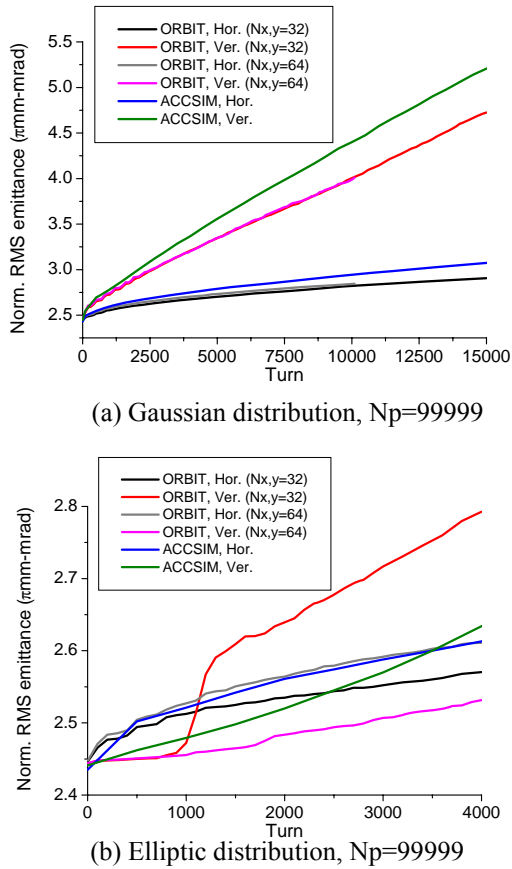 ORBIT, Hor. (Nx,y=32)
ORBIT, Ver. (Nx,y=32)
ORBIT, Hor. (Nx,y=64)
ORBIT, Ver. (Nx,y=64)
ACCSIM, Hor.
ACCSIM, Ver.
Norm. RMS emittance (πmm-mrad)
5.5
5.0
4.5
4.0
3.5
3.0
2.5
0 2500 5000 7500 10000 12500 15000
Turn
(a) Gaussian distribution, Np=99999
ORBIT, Hor. (Nx,y=32)
ORBIT, Ver. (Nx,y=32)
ORBIT, Hor. (Nx,y=64)
ORBIT, Ver. (Nx,y=64)
ACCSIM, Hor.
ACCSIM, Ver.
Norm. RMS emittance (πmm-mrad)
2.8
2.7
2.6
2.5
2.4
0 1000 2000 3000 4000
Turn
(b) Elliptic distribution, Np=99999